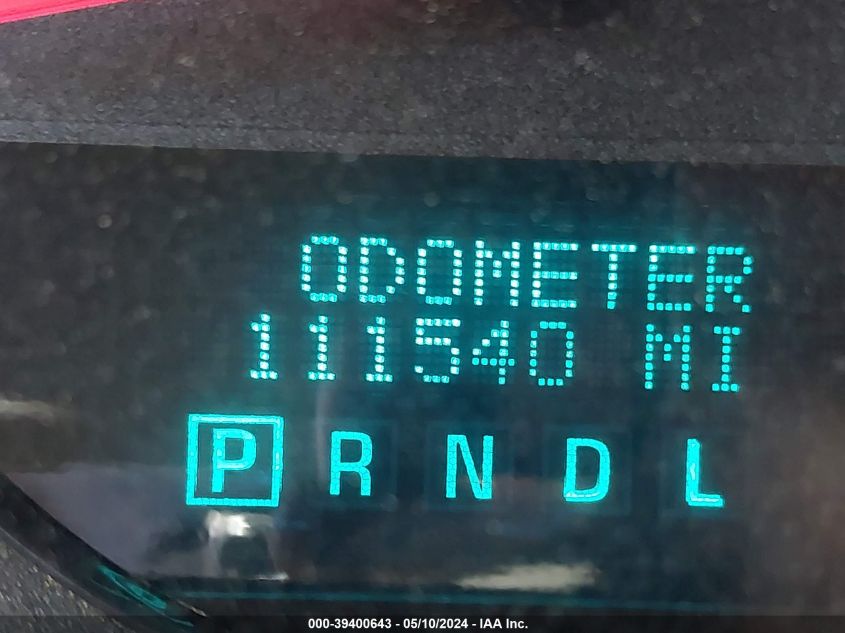 ODOMETER
111540 MI
P R N D L
000-39400643 - 05/10/2024 - IAA Inc.